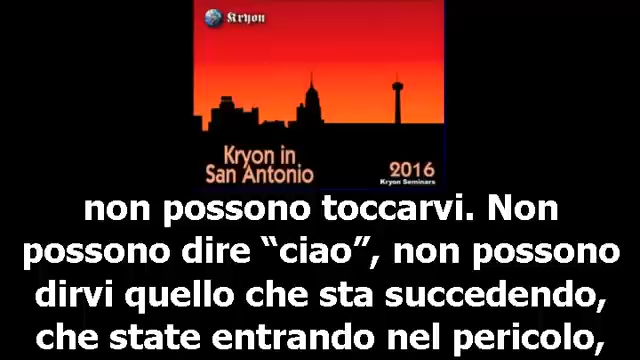 Kryon
Kryon in
San Antonio
2016
Kryon Seminars
non possono toccarvi. Non
possono dire “ciao”, non possono
dirvi quello che sta succedendo,
che state entrando nel pericolo,